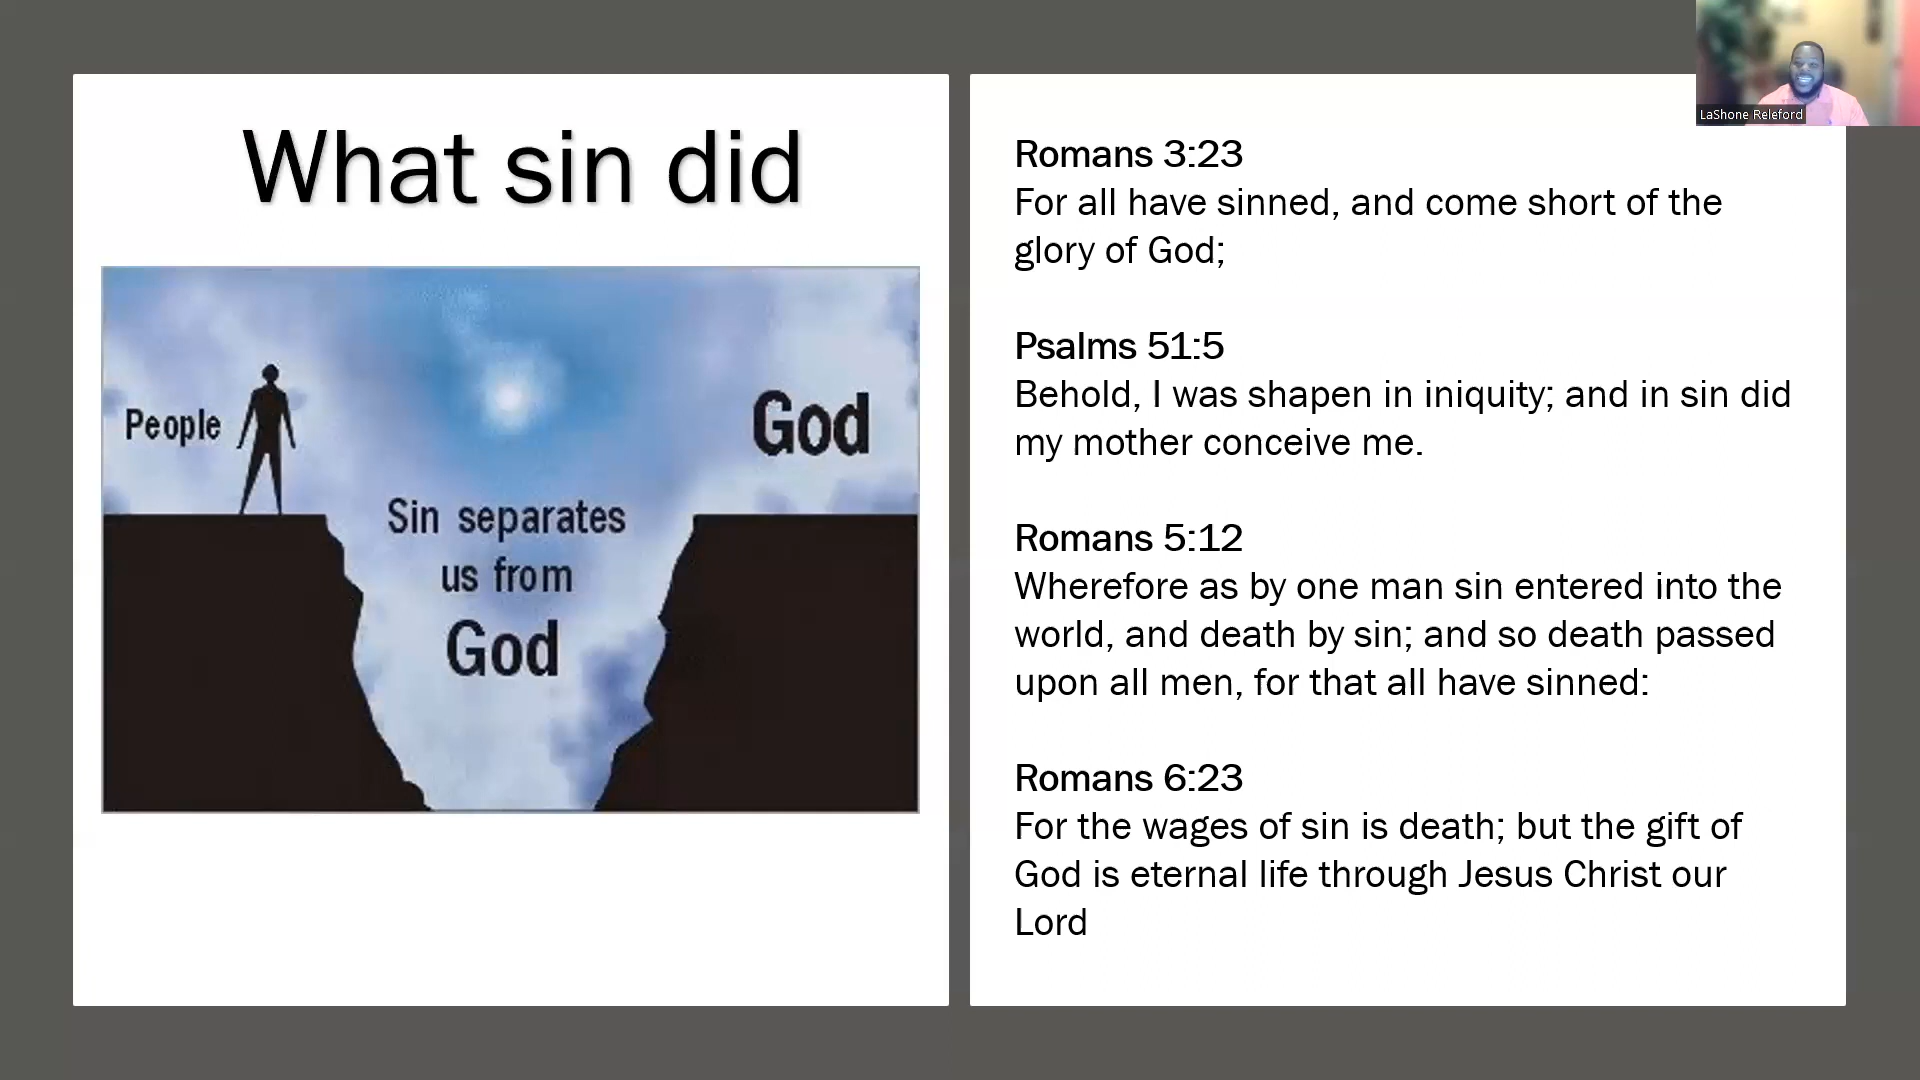 What sin did
People
God
Sin separates
us from
God
LaShone Releford
Romans 3:23
For all have sinned, and come short of the
glory of God;
Psalms 51:5
Behold, I was shapen in iniquity; and in sin did
my mother conceive me.
Romans 5:12
Wherefore as by one man sin entered into the
world, and death by sin; and so death passed
upon all men, for that all have sinned:
Romans 6:23
For the wages of sin is death; but the gift of
God is eternal life through Jesus Christ our
Lord